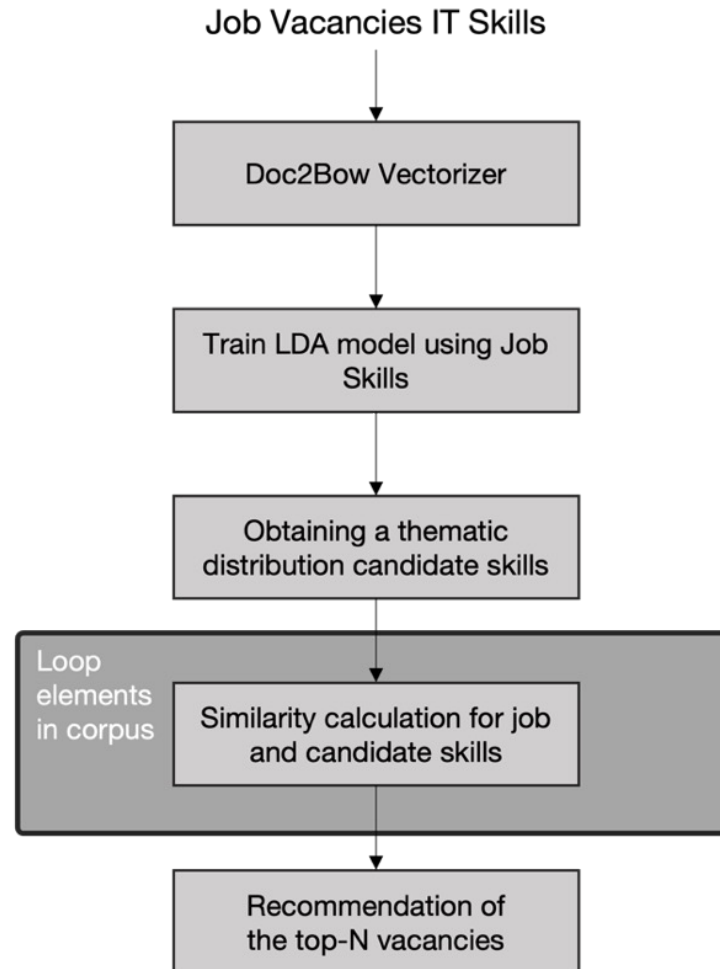 Job Vacancies IT Skills
Doc2Bow Vectorizer
Train LDA model using Job
Skills
Obtaining a thematic
distribution candidate skills
Loop
elements
in corpus
Similarity calculation for job
and candidate skills
Recommendation of
the top-N vacancies